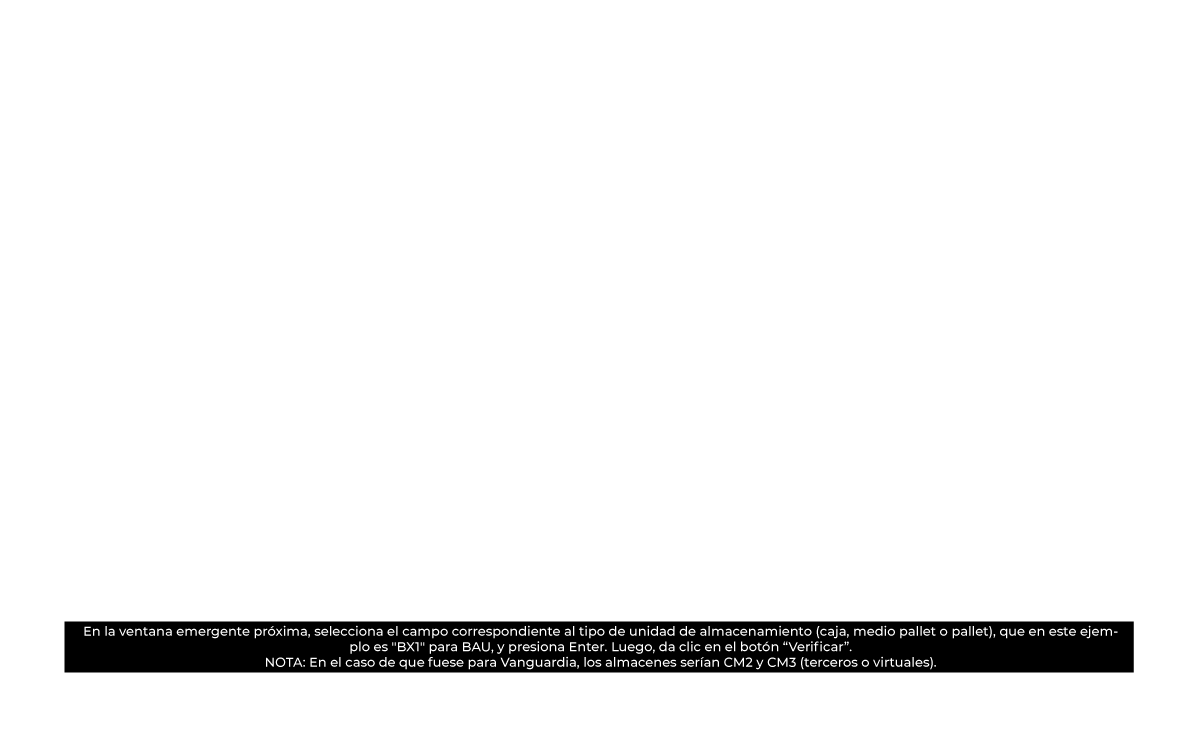 En la ventana emergente próxima, selecciona el campo correspondiente al tipo de unidad de almacenamiento (caja, medio pallet o pallet), que en este ejem-
plo es "BX1" para BAU, y presiona Enter. Luego, da clic en el botón “Verificar”.
NOTA: En el caso de que fuese para Vanguardia, los almacenes serían CM2 y CM3 (terceros o virtuales).